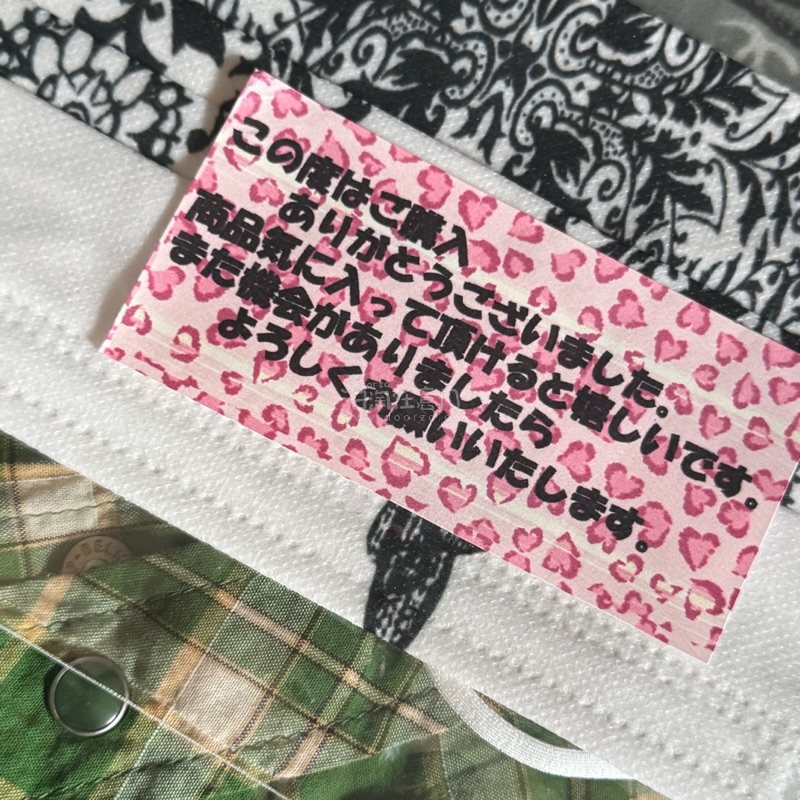 この度はご購入
ありがとうございました。
商品気に入って頂けると嬉しいです。
また機会がありましたら
よろしくお願いいたします。